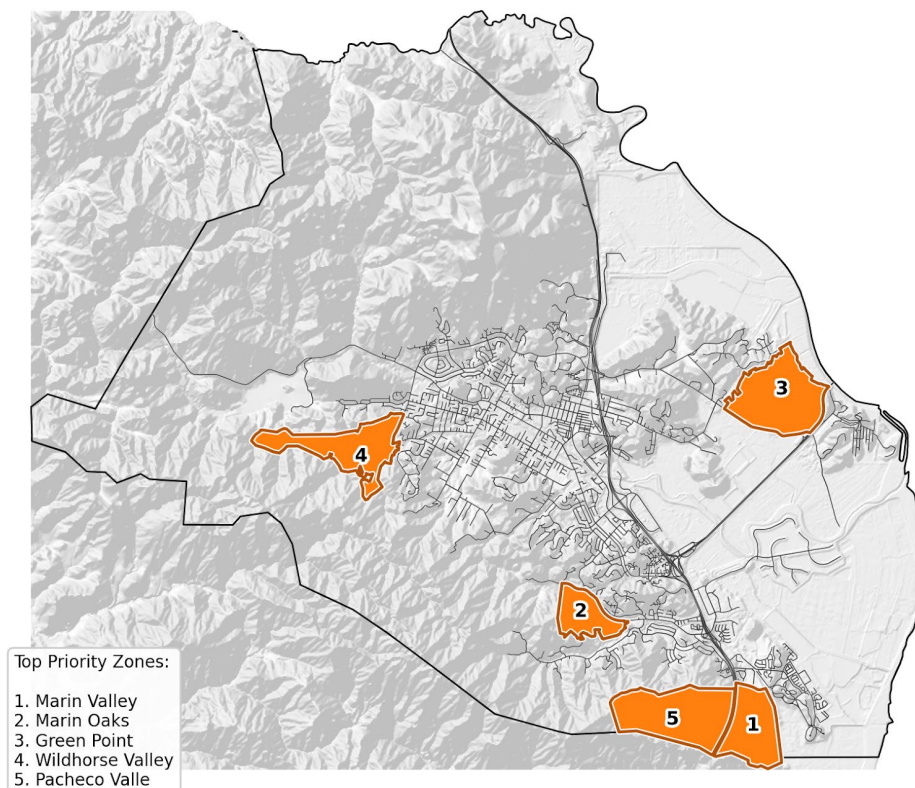 3
4
2
5
1
Top Priority Zones:
1. Marin Valley
2. Marin Oaks
3. Green Point
4. Wildhorse Valley
5. Pacheco Valle